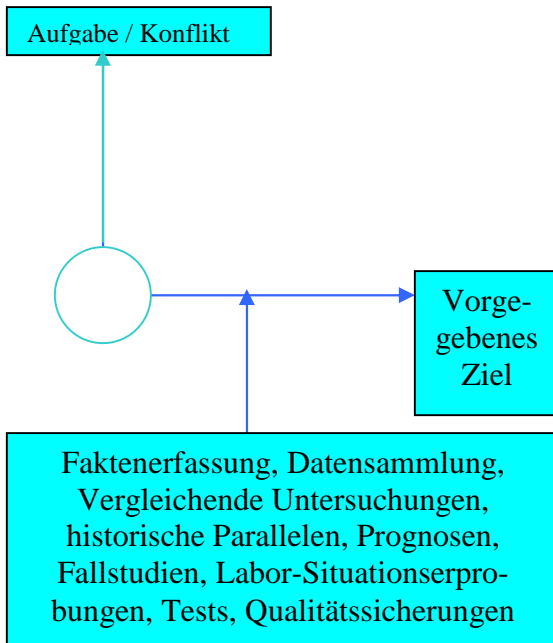 Aufgabe / Konflikt
Vorge-
gebenes
Ziel
Faktenerfassung, Datensammlung,
Vergleichende Untersuchungen,
historische Parallelen, Prognosen,
Fallstudien, Labor-Situationserpro-
bungen, Tests, Qualitätssicherungen